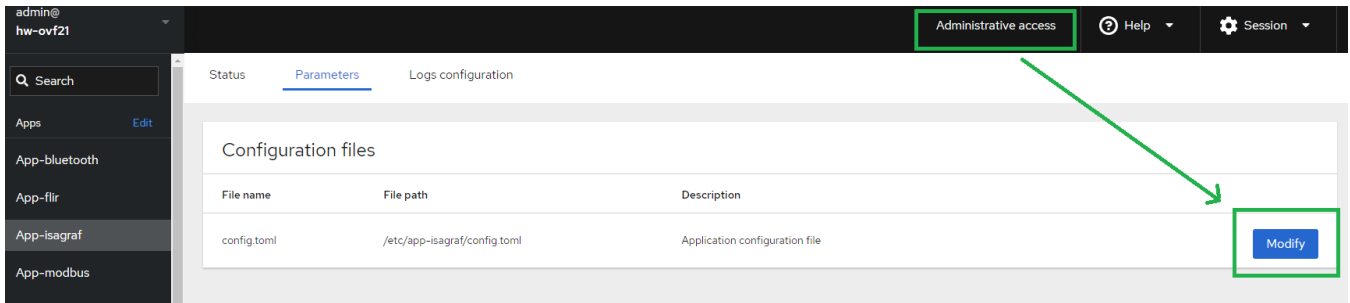 admin@
hw-ovf21
Administrative access
Help
Session
Search
Status Parameters Logs configuration
Apps Edit
App-bluetooth
App-flir
App-isagraf
App-modbus
Configuration files
File name File path Description
config.toml /etc/app-isagraf/config.toml Application configuration file
Modify